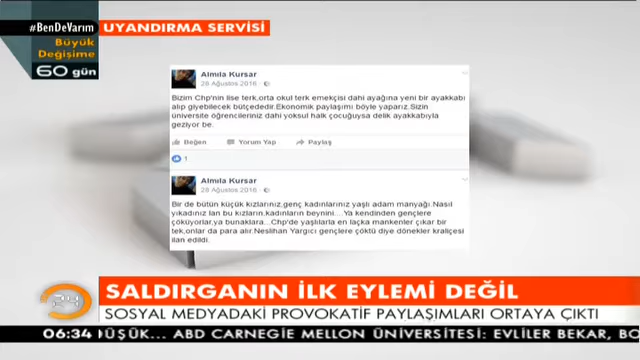 #BenDeVarım
Büyük
Değişime
60 gün
UYANDIRMA SERVİSİ
Almila Kursar
28 Ağustos 2016
Bizim Chp'nin lise terk,orta okul terk emekçisi dahi ayağına yeni bir ayakkabı
alıp giyebilecek bütçededir.Ekonomik paylaşımı böyle yaparız.Sizin
üniversite öğrencileriniz dahi yoksul halk çocuğuysa delik ayakkabıyla
geziyor be.
Beğen Yorum Yap Paylaş
1
Almila Kursar
28 Ağustos 2016
Bir de bütün küçük kızlarınız,genç kadınlarınız yaşlı adam manyağı.Nasıl
yıkadınız lan bu kızların,kadınların beynini....Ya kendinden gençlere
çöküyorlar,ya bunaklara...Chp'de yaşlılarla en laçka mankenler çıkar bir
tek,onlar da para alır.Neslihan Yargıcı gençlere çöktü diye dönekler kraliçesi
ilan edildi.
24
SALDIRGANIN İLK EYLEMİ DEĞİL
SOSYAL MEDYADAKİ PROVOKATİF PAYLAŞIMLARI ORTAYA ÇIKTI
06:34 DÜŞÜK... ABD CARNEGIE MELLON ÜNİVERSİTESİ: EVLİLER BEKAR, BO